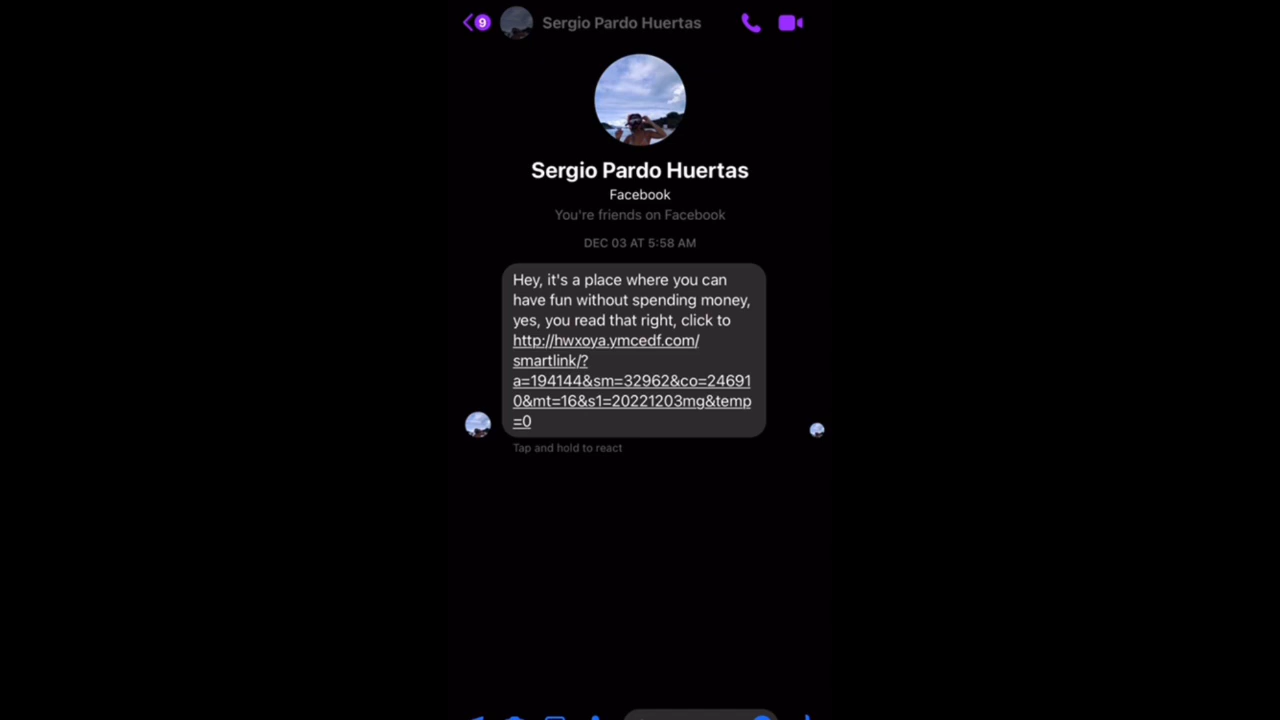 9 Sergio Pardo Huertas
Sergio Pardo Huertas
Facebook
You're friends on Facebook
DEC 03 AT 5:58 AM
Hey, it's a place where you can
have fun without spending money,
yes, you read that right, click to
http://hwxoya.ymcedf.com/
smartlink/?
a=194144&sm=32962&co=24691
0&mt=16&s1=20221203mg&temp
=0
Tap and hold to react